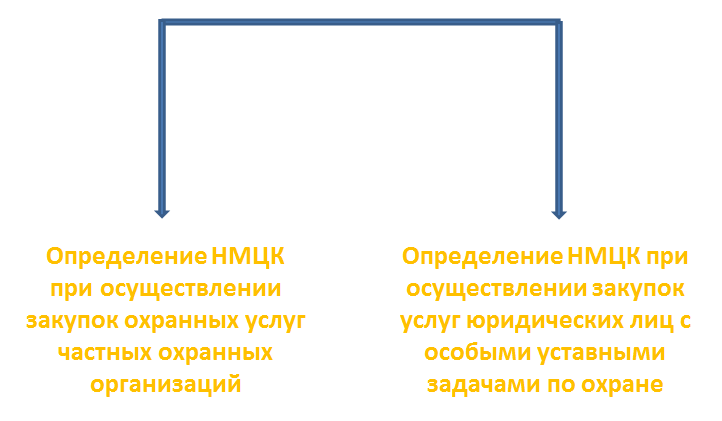 Определение НМЦК
при осуществлении
закупок охранных услуг
частных охранных
организаций
Определение НМЦК при
осуществлении закупок
услуг юридических лиц с
особыми уставными
задачами по охране